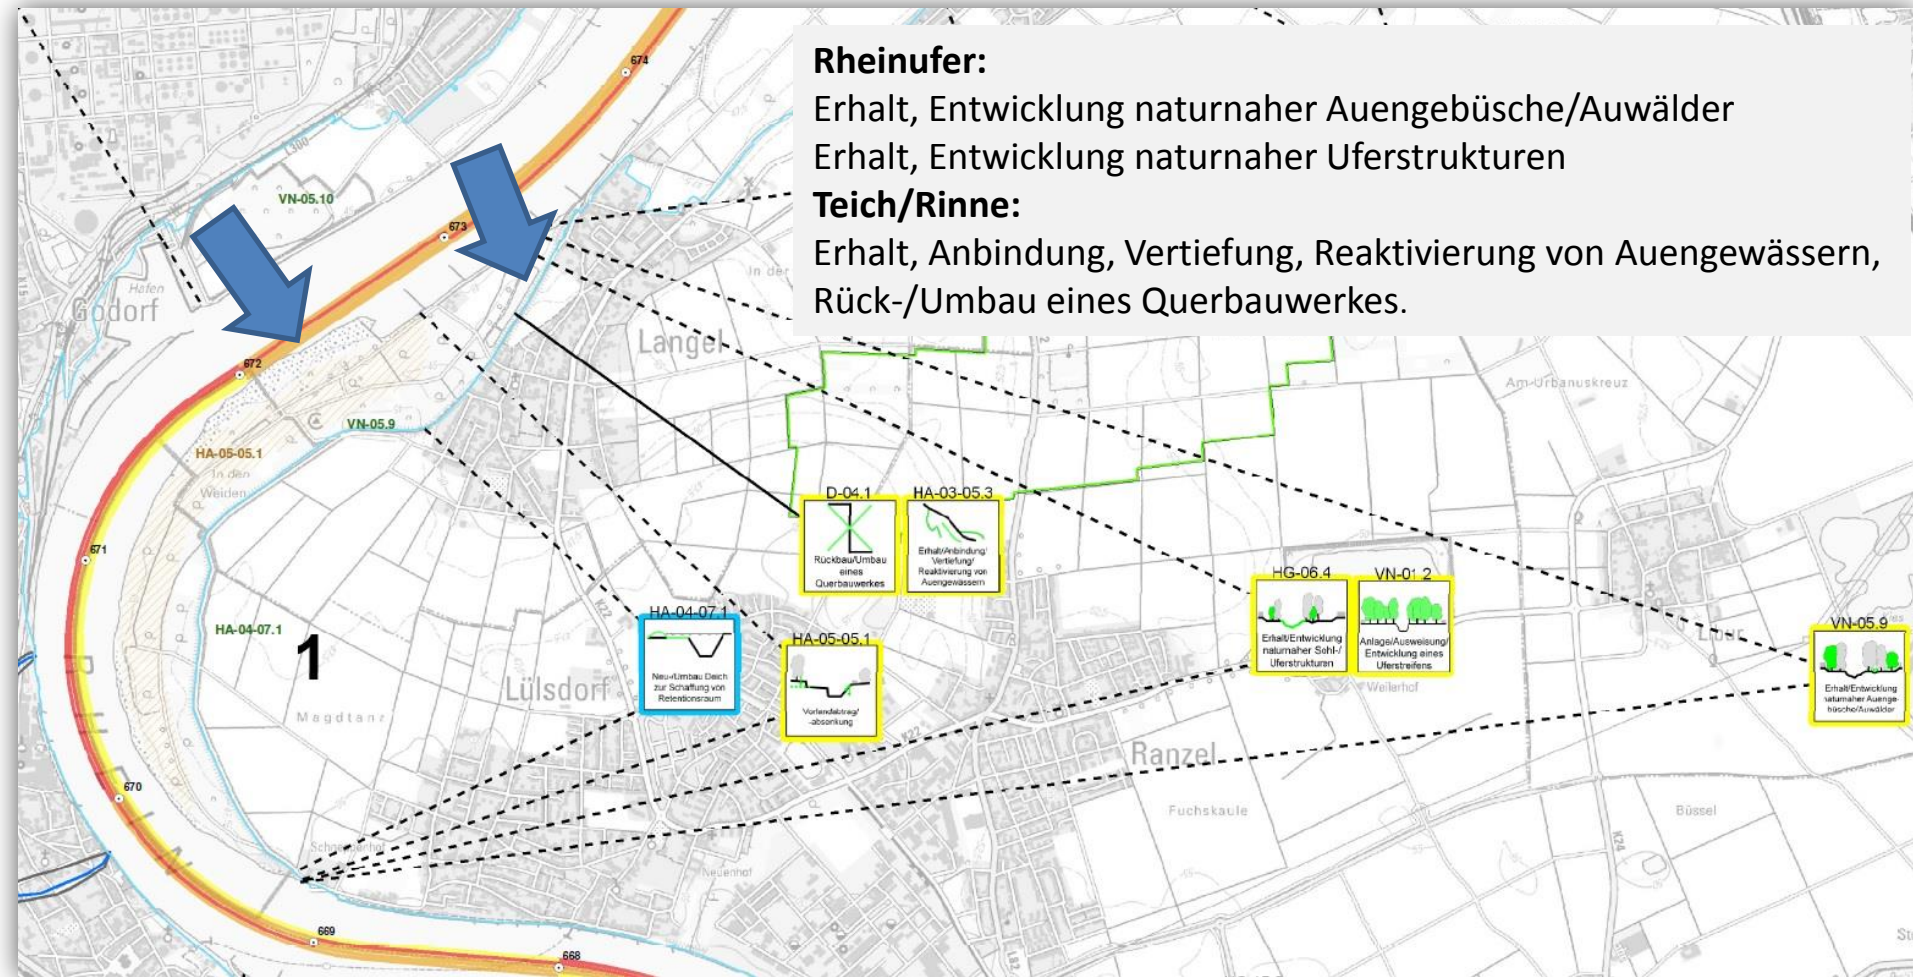 Rheinufer:
Erhalt, Entwicklung naturnaher Auengebüsche/Auwälder
Erhalt, Entwicklung naturnaher Uferstrukturen
Teich/Rinne:
Erhalt, Anbindung, Vertiefung, Reaktivierung von Auengewässern,
Rück-/Umbau eines Querbauwerkes.
674
L300
VN-05.10
673
Hafen
Godorf
In der
Langel
672
Am Urbanuskreuz
VN-05.9
HA-05-05.1
In den
Weiden
671
D-04.1
Rückbau/Umbau
eines
Querbauwerkes
HA-03-05.3
Erhalt/Anbindung/
Vertiefung/
Reaktivierung von
Auengewässern
HG-06.4
Erhalt/Entwicklung
naturnaher Sohl-/
Uferstrukturen
VN-01.2
Anlage/Ausweisung/
Entwicklung eines
Uferstreifens
K22
HA-04-07.1
Neu-/Umbau Deich
zur Schaffung von
Retentionsraum
HA-05-05.1
Vorlandabtrag/
-absenkung
VN-05.9
Erhalt/Entwicklung
naturnaher Auenge-
büsche/Auwälder
HA-04-07.1
1
Lülsdorf
Magdtanz
Weilerhof
Libur
K22
Ranzel
670
Fuchskaule
Büssel
K24
Neuenhof
669
668
L82